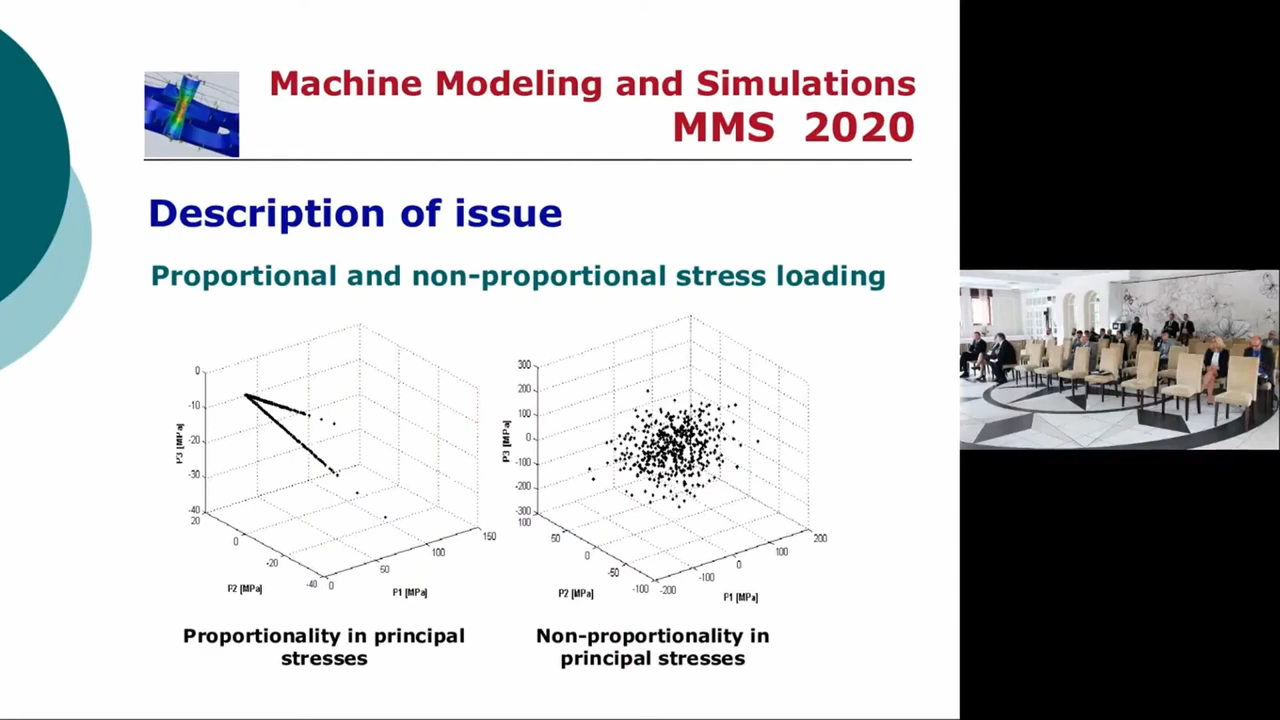 Machine Modeling and Simulations
MMS 2020
Description of issue
Proportional and non-proportional stress loading
0
-10
-20
-30
-40
P3 [MPa]
20
0
-20
-40
P2 [MPa]
0
50
100
150
P1 [MPa]
300
200
100
0
-100
-200
-300
P3 [MPa]
100
50
0
-50
-100
P2 [MPa]
-200
-100
0
100
200
P1 [MPa]
Proportionality in principal
stresses
Non-proportionality in
principal stresses